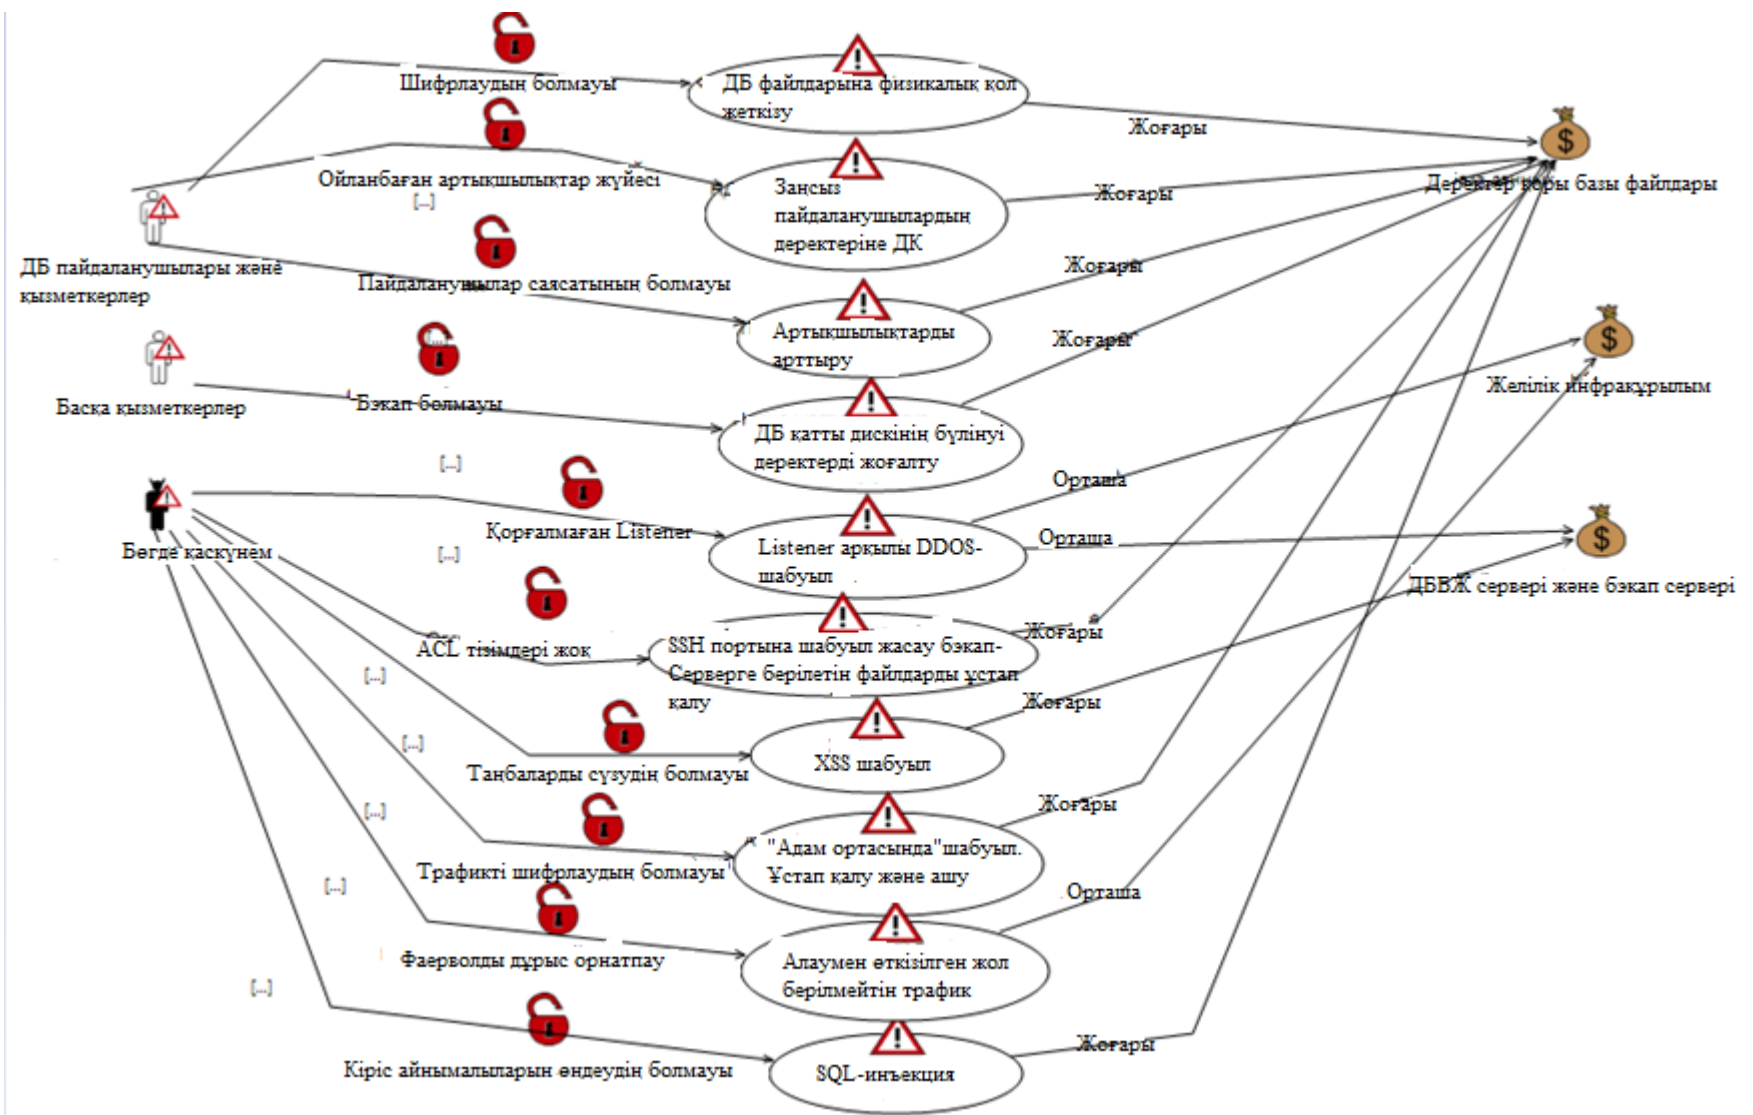 Шифрлаудың болмауы
ДБ файлдарына физикалық қол
жеткізу
Жоғары
Ойланбаған артықшылықтар жүйесі
[...]
Заңсыз
пайдаланушылардың
деректеріне ДК
Жоғары
Деректер қоры базы файлдары
ДБ пайдаланушылары және
қызметкерлер
Пайдаланушылар саясатының болмауы
Артықшылықтарды
арттыру
Жоғары
Жоғары
[...]
Басқа қызметкерлер
Бэкап болмауы
ДБ қатты дискінің бүлінуі
деректерді жоғалту
Желілік инфрақұрылым
[...]
Орташа
Қорғалмаған Listener
Listener арқылы DDOS-
шабуыл
Орташа
Бөгде қаскүнем
[...]
ДББЖ сервері және бэкап сервері
ACL тізімдері жоқ
SSH портына шабуыл жасау бэкап-
Серверге берілетін файлдарды ұстап
қалу
Жоғары
[...]
Жоғары
[...]
Таңбаларды сүзудің болмауы
XSS шабуыл
[...]
Жоғары
Трафикті шифрлаудың болмауы
"Адам ортасында"шабуыл.
Ұстап қалу және ашу
[...]
Орташа
Фаерволды дұрыс орнатпау
Алаумен өткізілген жол
берілмейтін трафик
[...]
Жоғары
Кіріс айнымалыларын өңдеудің болмауы
SQL-инъекция